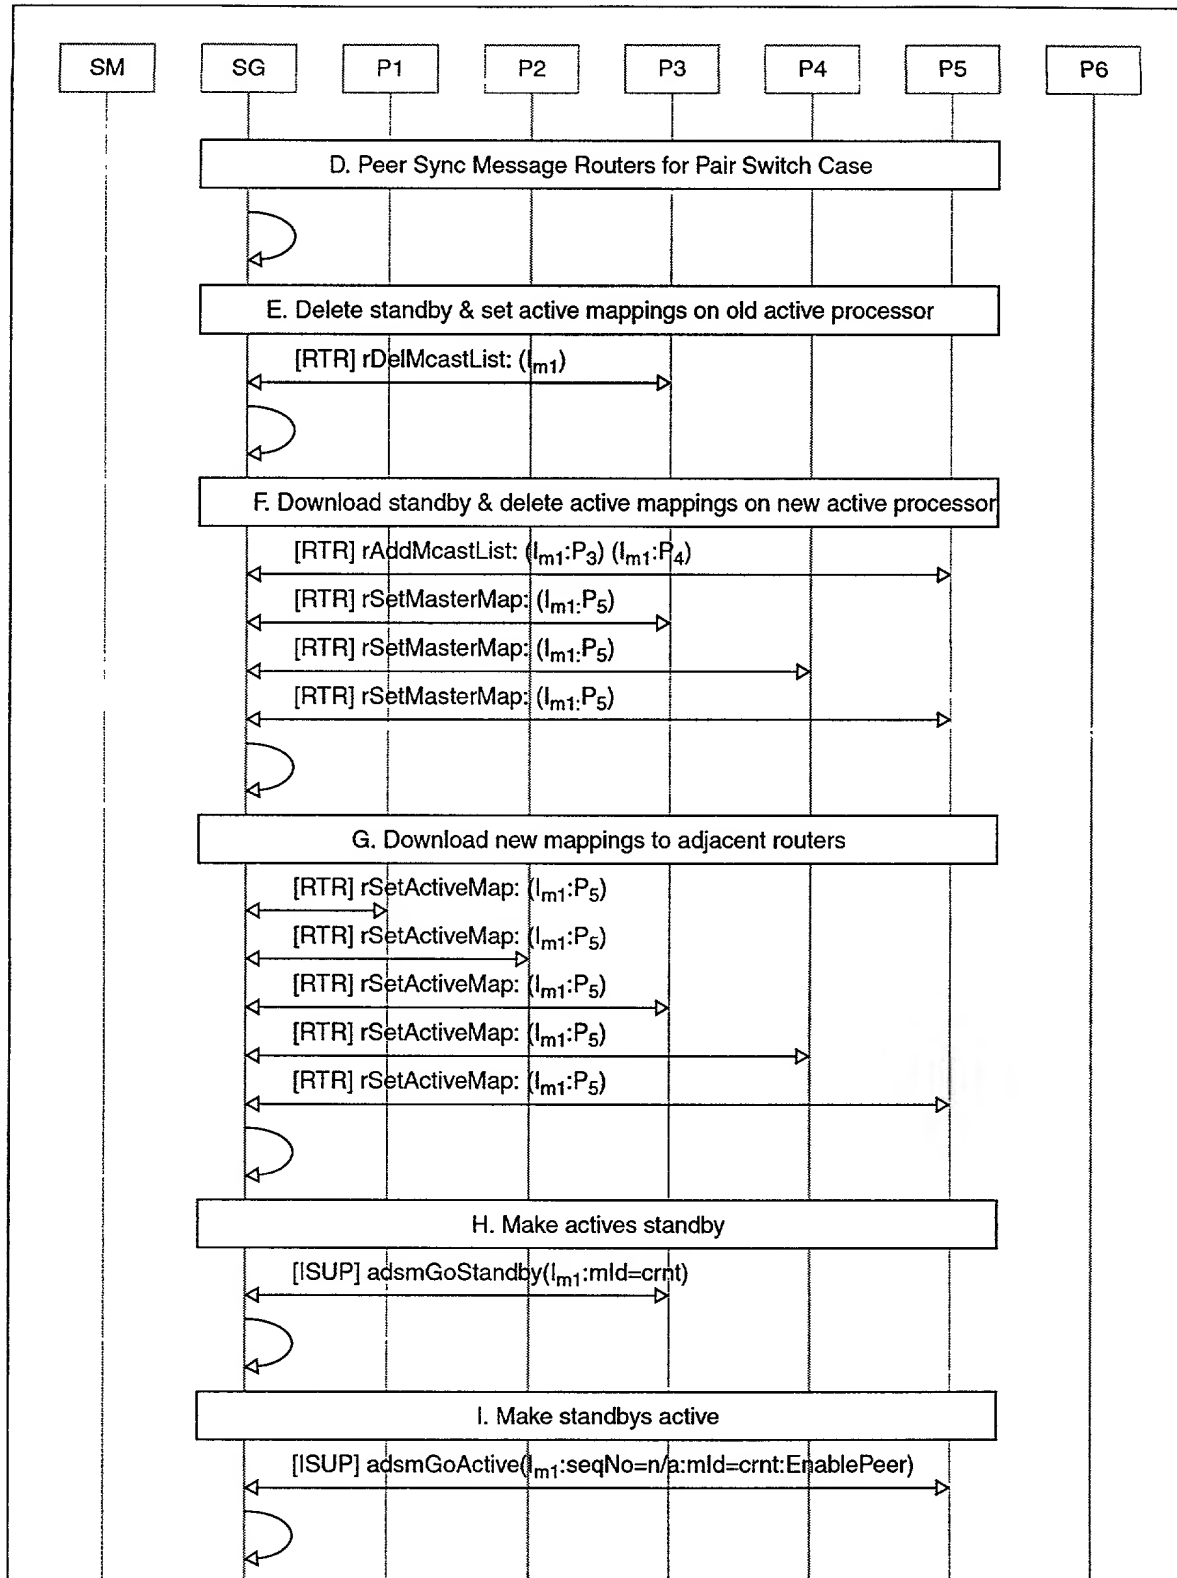 SM SG P1 P2 P3 P4 P5 P6
D. Peer Sync Message Routers for Pair Switch Case
E. Delete standby & set active mappings on old active processor
[RTR] rDelMcastList: (Im1)
F. Download standby & delete active mappings on new active processor
[RTR] rAddMcastList: (Im1:P3) (Im1:P4)
[RTR] rSetMasterMap: (Im1:P5)
[RTR] rSetMasterMap: (Im1:P5)
[RTR] rSetMasterMap: (Im1:P5)
G. Download new mappings to adjacent routers
[RTR] rSetActiveMap: (Im1:P5)
[RTR] rSetActiveMap: (Im1:P5)
[RTR] rSetActiveMap: (Im1:P5)
[RTR] rSetActiveMap: (Im1:P5)
[RTR] rSetActiveMap: (Im1:P5)
H. Make actives standby
[ISUP] adsmGoStandby(Im1:mId=crnt)
I. Make standbys active
[ISUP] adsmGoActive(Im1:seqNo=n/a:mId=crnt:EnablePeer)